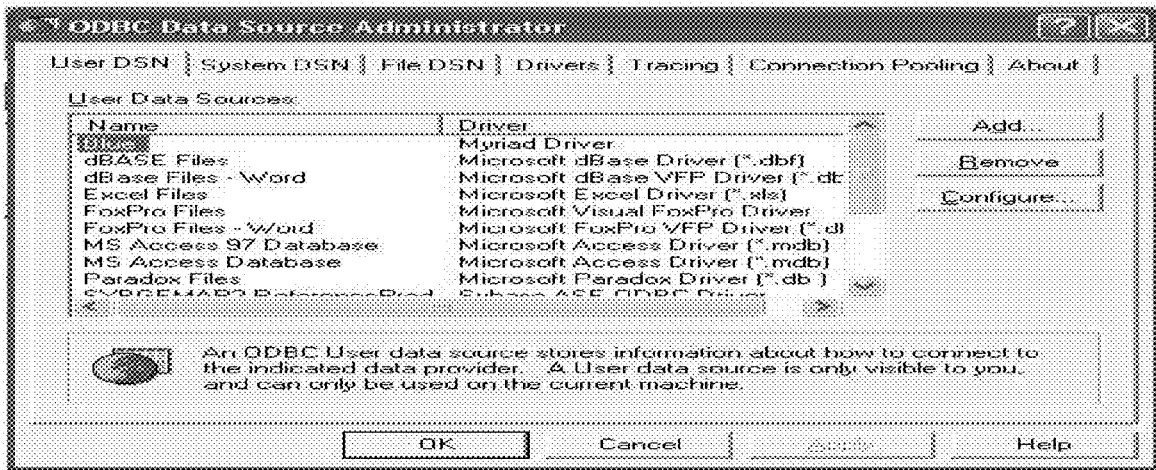 ODBC Data Source Administrator
User DSN System DSN File DSN Drivers Tracing Connection Pooling About
User Data Sources:
Name Driver
Blue Myriad Driver
dBASE Files Microsoft dBase Driver (*.dbf)
dBase Files - Word Microsoft dBase VFP Driver (*.db
Excel Files Microsoft Excel Driver (*.xls)
FoxPro Files Microsoft Visual FoxPro Driver
FoxPro Files - Word Microsoft FoxPro VFP Driver (*.d
MS Access 97 Database Microsoft Access Driver (*.mdb)
MS Access Database Microsoft Access Driver (*.mdb)
Paradox Files Microsoft Paradox Driver (*.db )
Sybase ASE ODBC Driver
Add...
Remove
Configure...
An ODBC User data source stores information about how to connect to
the indicated data provider. A User data source is only visible to you,
and can only be used on the current machine.
OK Cancel Apply Help